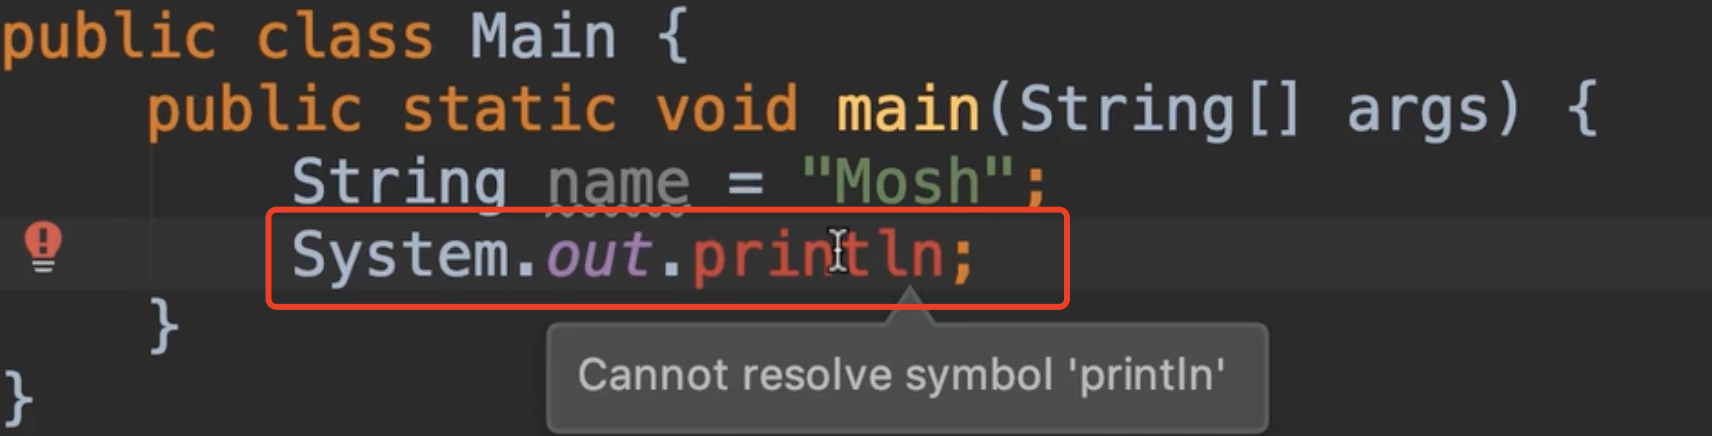 public class Main {
public static void main(String[] args) {
String name = "Mosh";
System.out.println;
}
Cannot resolve symbol 'println'
}